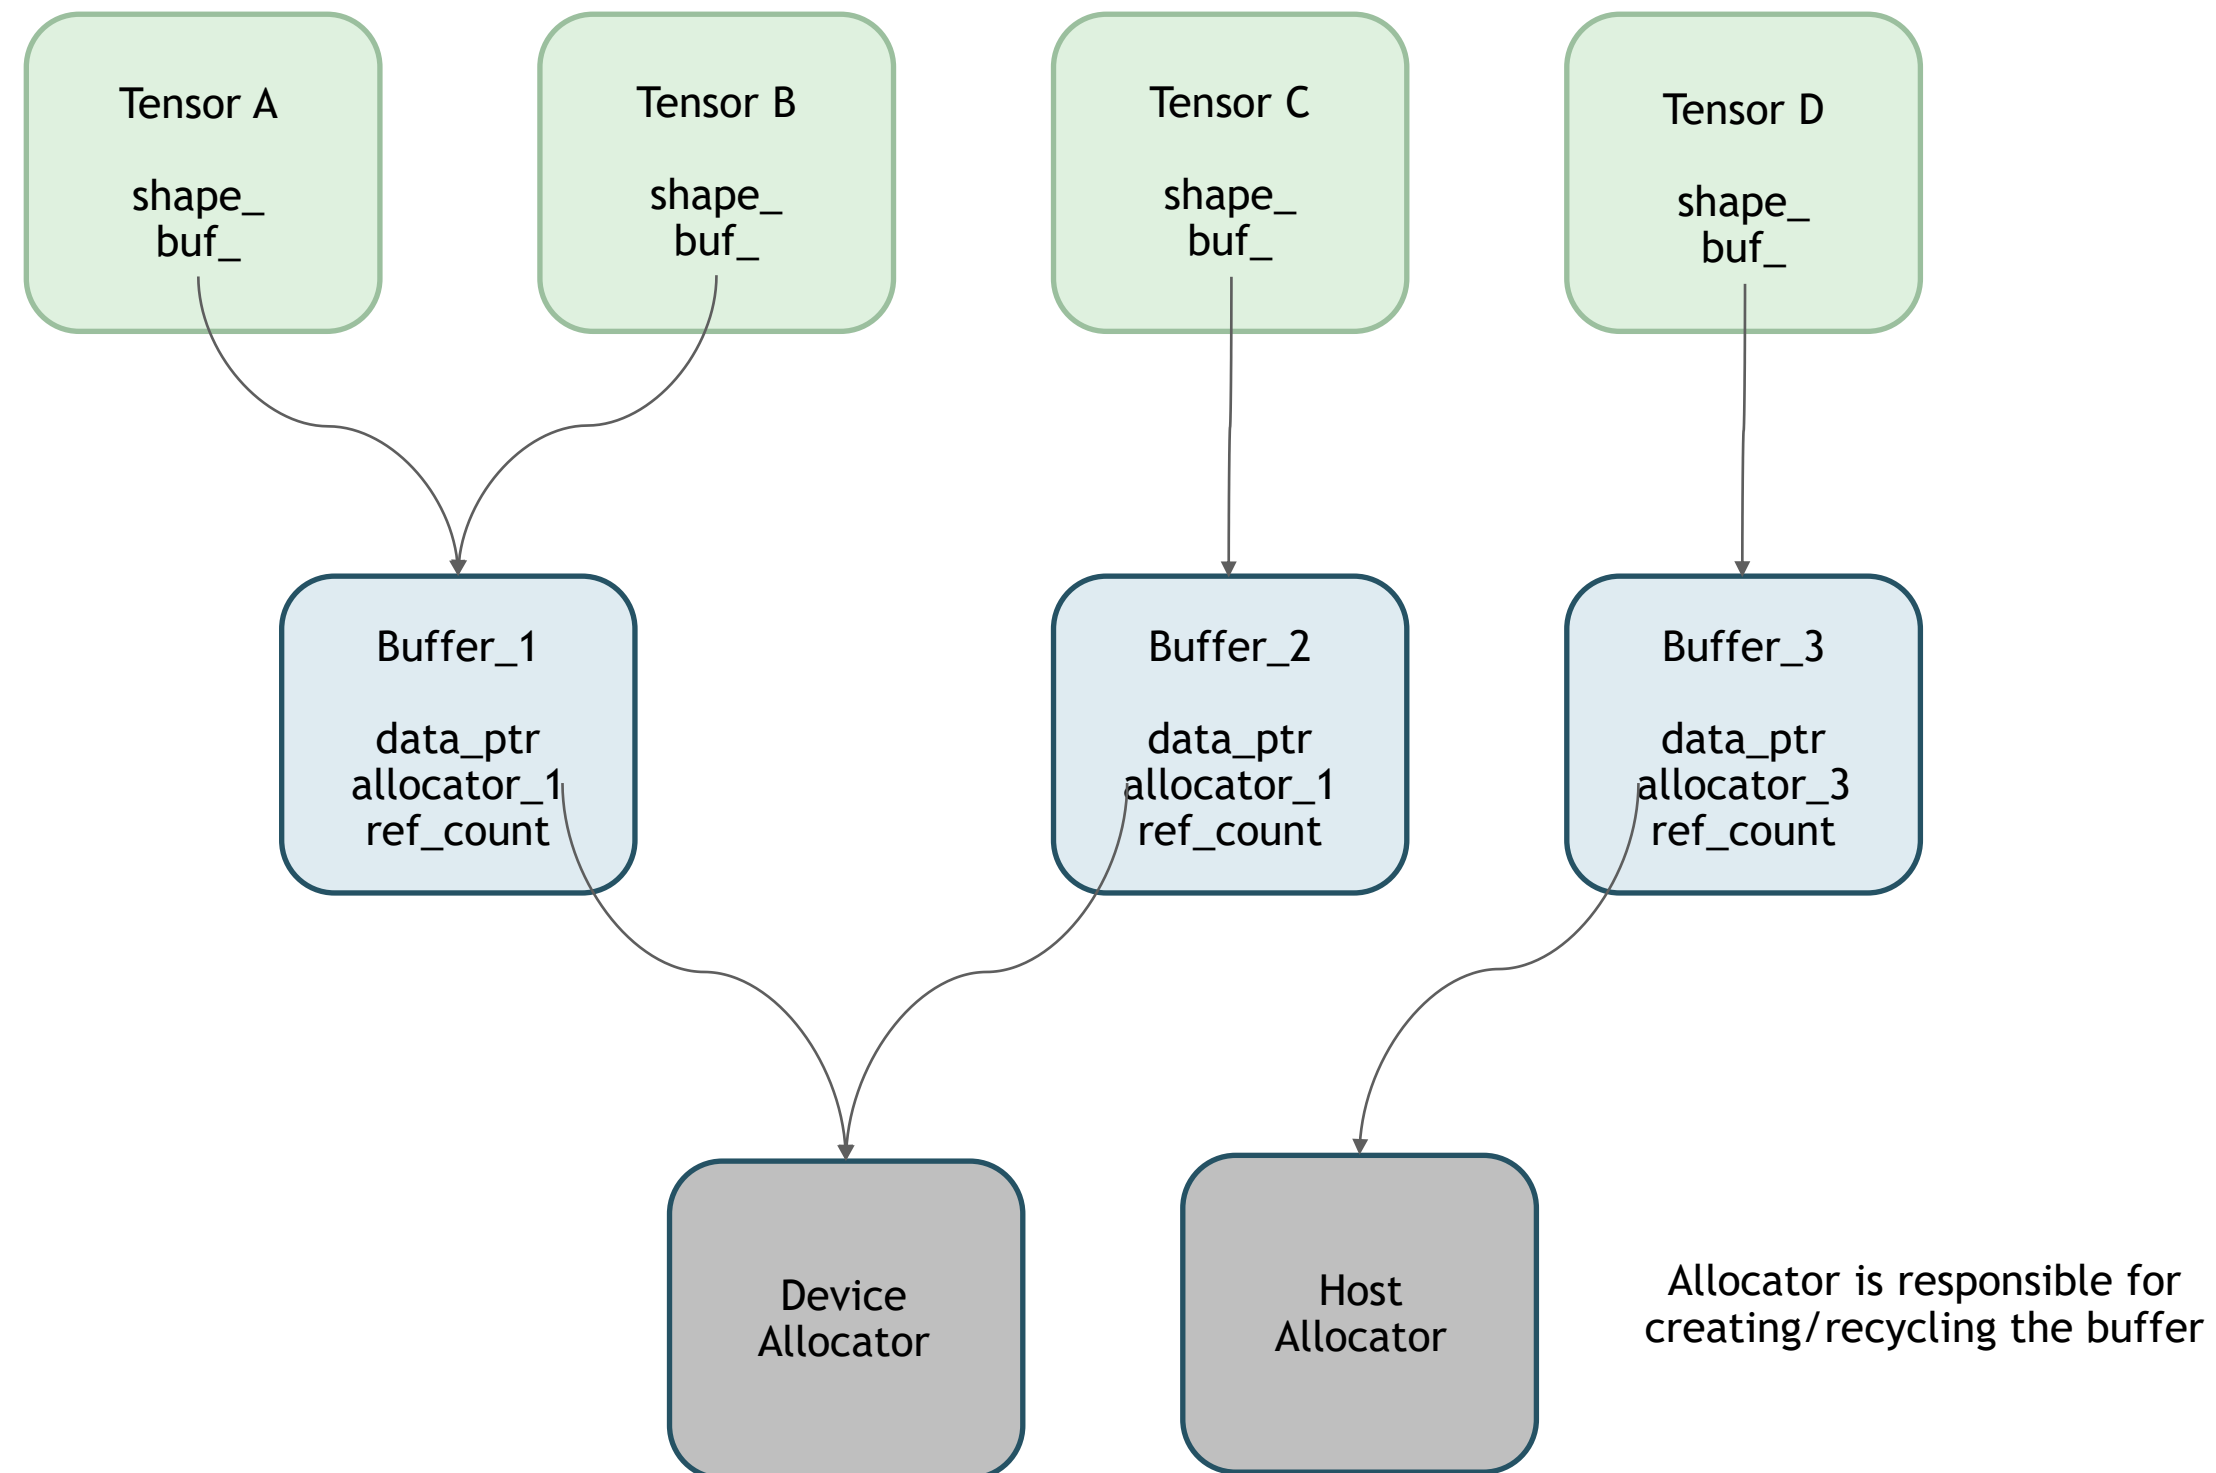 Tensor A
shape_
buf_
Tensor B
shape_
buf_
Tensor C
shape_
buf_
Tensor D
shape_
buf_
Buffer_1
data_ptr
allocator_1
ref_count
Buffer_2
data_ptr
allocator_1
ref_count
Buffer_3
data_ptr
allocator_3
ref_count
Device
Allocator
Host
Allocator
Allocator is responsible for
creating/recycling the buffer